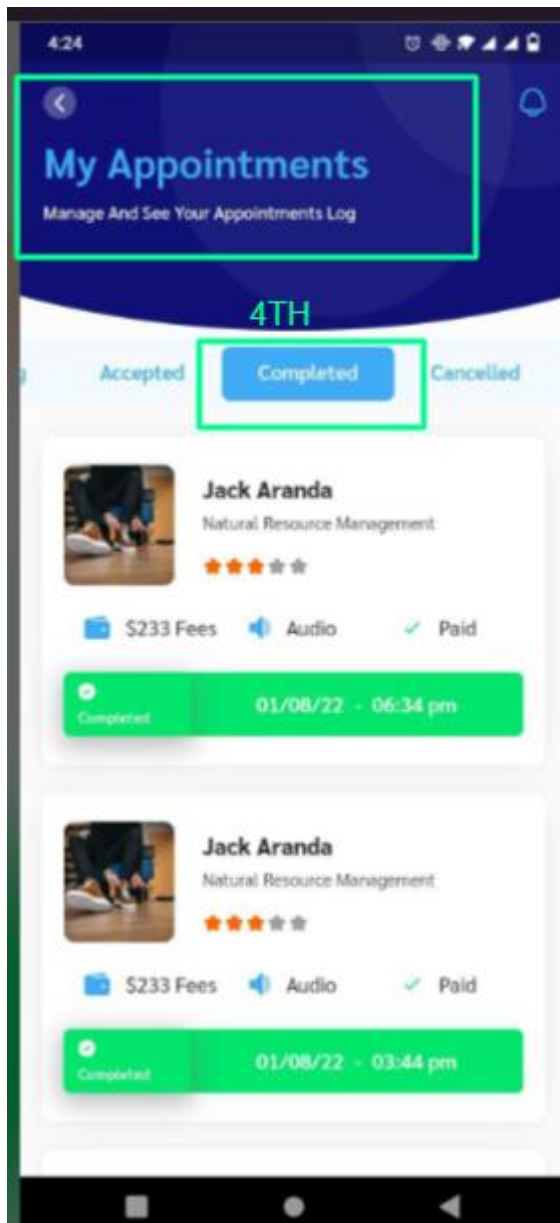 4:24
My Appointments
Manage And See Your Appointments Log
4TH
g Accepted Completed Cancelled
Jack Aranda
Natural Resource Management
$233 Fees Audio Paid
Completed 01/08/22 - 06:34 pm
Jack Aranda
Natural Resource Management
$233 Fees Audio Paid
Completed 01/08/22 - 03:44 pm